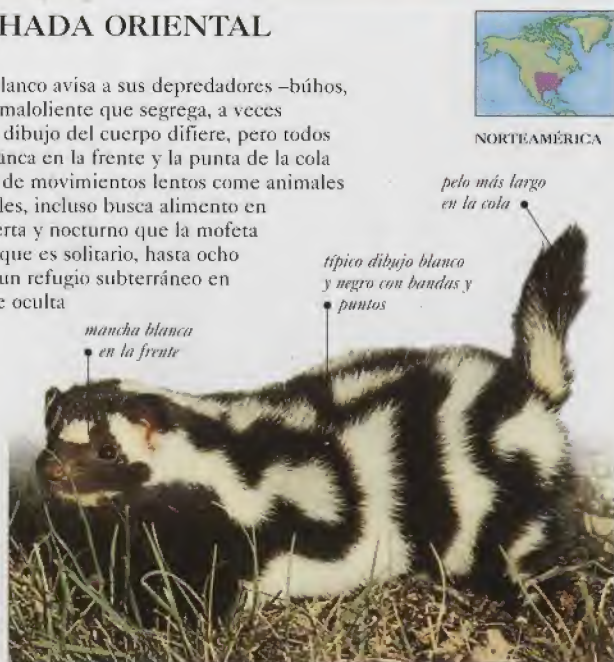 HADA ORIENTAL
lanco avisa a sus depredadores –búhos,
maloliente que segrega, a veces
dibujo del cuerpo difiere, pero todos
anca en la frente y la punta de la cola
de movimientos lentos come animales
les, incluso busca alimento en
erta y nocturno que la mofeta
que es solitario, hasta ocho
un refugio subterráneo en
e oculta
NORTEAMÉRICA
pelo más largo
en la cola
típico dibujo blanco
y negro con bandas y
puntos
mancha blanca
en la frente